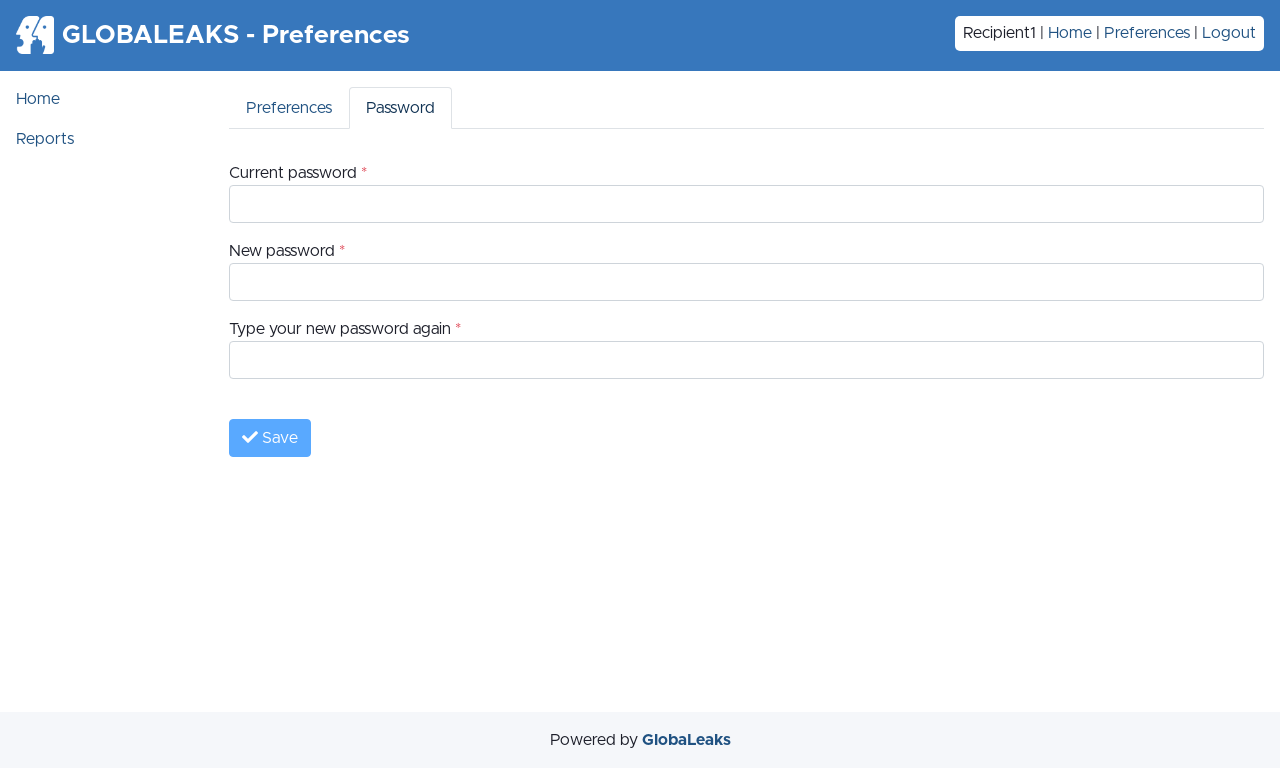 GLOBALEAKS - Preferences
Recipient1 | Home | Preferences | Logout
Home
Reports
Preferences
Password
Current password *
New password *
Type your new password again *
Save
Powered by GlobaLeaks